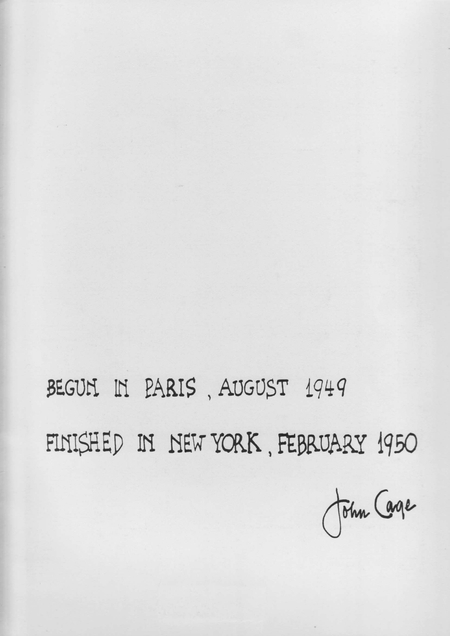 BEGUN IN PARIS, AUGUST 1949
FINISHED IN NEW YORK, FEBRUARY 1950
John Cage